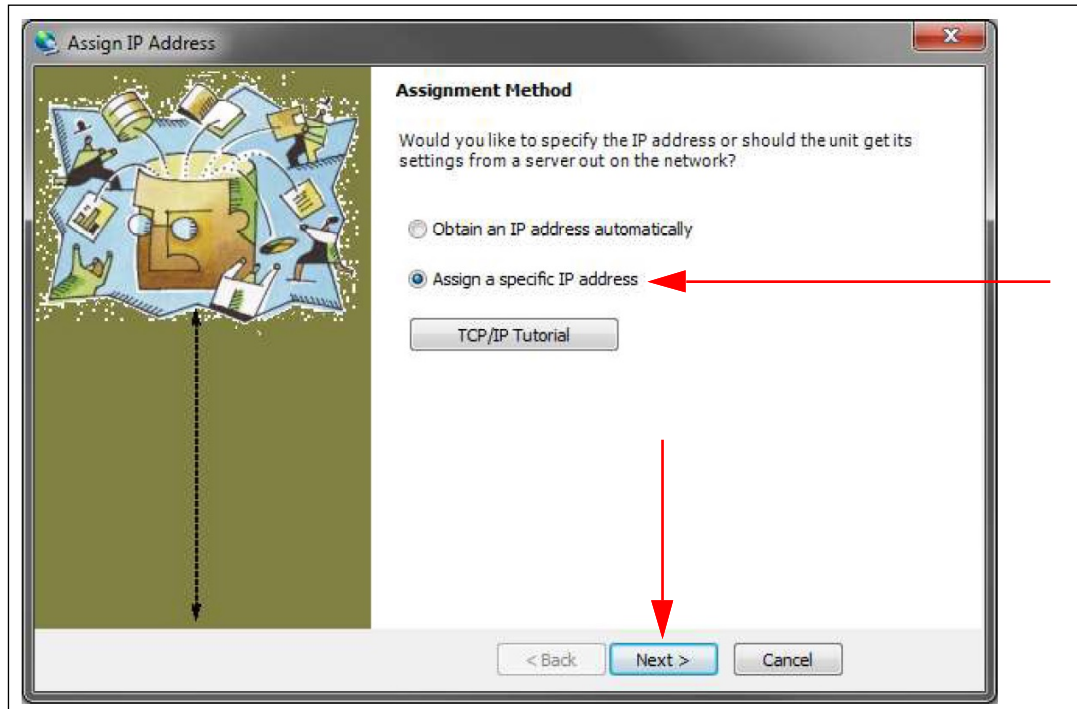 Assign IP Address
Assignment Method
Would you like to specify the IP address or should the unit get its
settings from a server out on the network?
Obtain an IP address automatically
Assign a specific IP address
TCP/IP Tutorial
< Back Next > Cancel